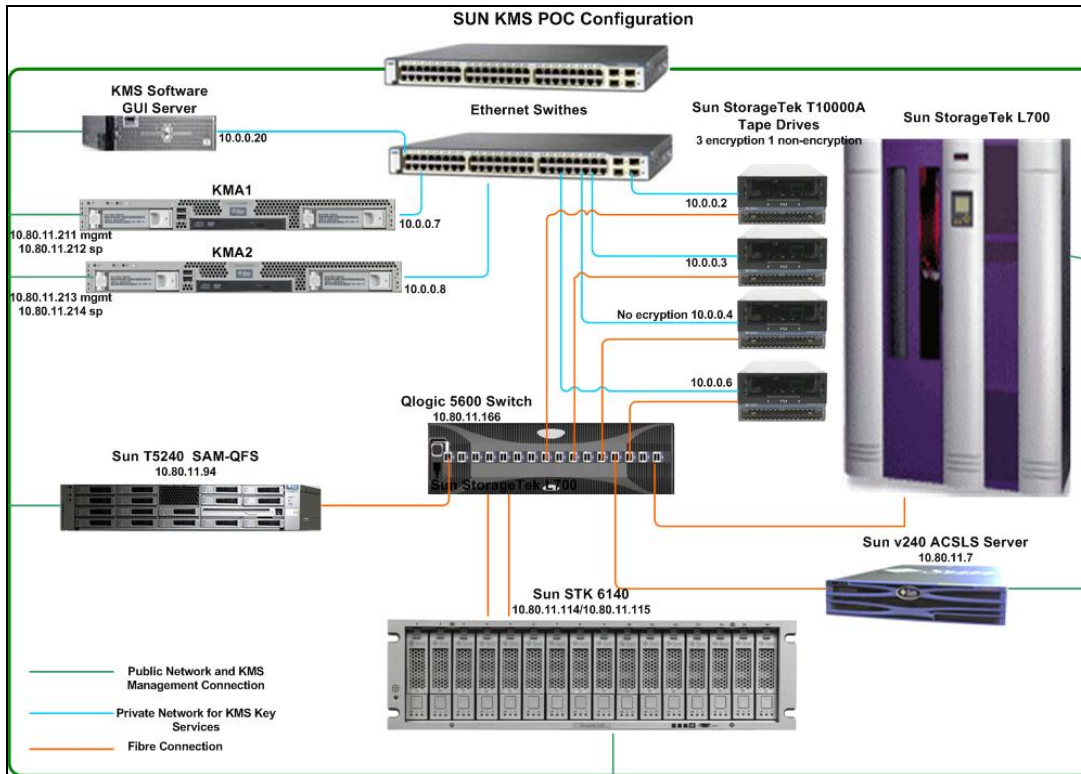 SUN KMS POC Configuration
KMS Software
GUI Server
10.0.0.20
Ethernet Swithes
Sun StorageTek T10000A
Tape Drives
3 encryption 1 non-encryption
Sun StorageTek L700
KMA1
10.0.0.7
10.80.11.211 mgmt
10.80.11.212 sp
KMA2
10.0.0.8
10.80.11.213 mgmt
10.80.11.214 sp
10.0.0.2
10.0.0.3
No ecryption 10.0.0.4
10.0.0.6
Qlogic 5600 Switch
10.80.11.166
Sun StorageTek L700
Sun T5240 SAM-QFS
10.80.11.94
Sun v240 ACSLS Server
10.80.11.7
Sun STK 6140
10.80.11.114/10.80.11.115
Public Network and KMS
Management Connection
Private Network for KMS Key
Services
Fibre Connection